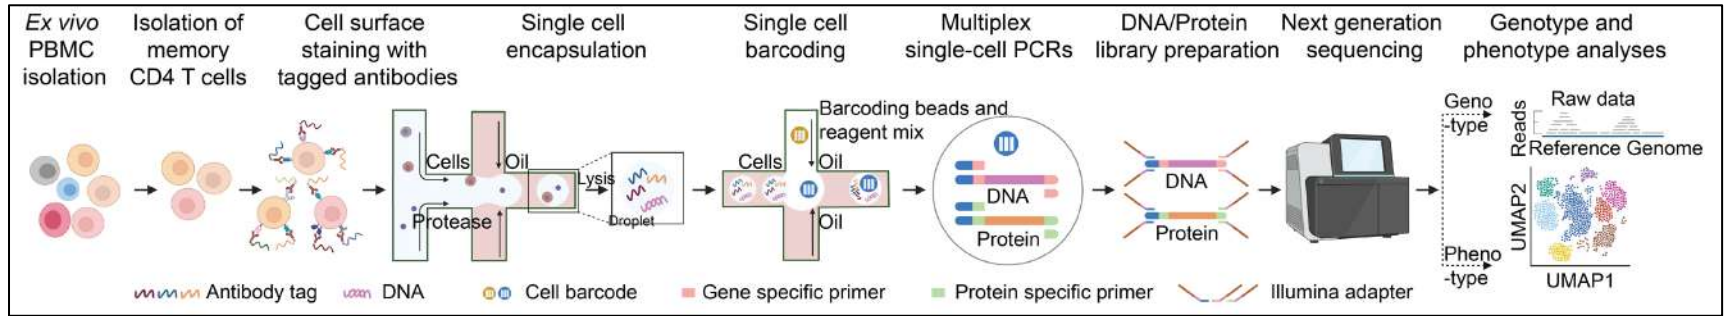 Ex vivo
PBMC
isolation
Isolation of
memory
CD4 T cells
Cell surface
staining with
tagged antibodies
Single cell
encapsulation
Single cell
barcoding
Multiplex
single-cell PCRs
DNA/Protein
library preparation
Next generation
sequencing
Genotype and
phenotype analyses
Cells
Oil
Protease
Lysis
Droplet
Barcoding beads and
reagent mix
Cells
Oil
Oil
DNA
Protein
DNA
Protein
Geno
-type
Pheno
-type
Raw data
Reads
Reference Genome
UMAP2
UMAP1
Antibody tag
DNA
Cell barcode
Gene specific primer
Protein specific primer
Illumina adapter